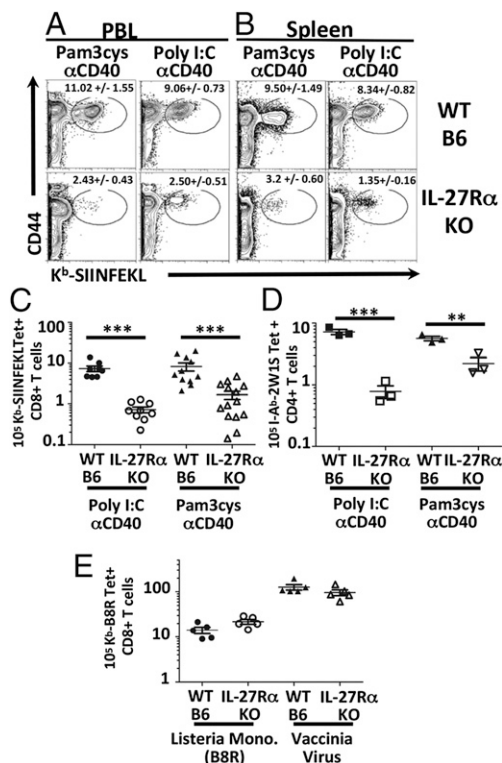 A
PBL
B
Spleen
Pam3cys
αCD40
Poly I:C
αCD40
Pam3cys
αCD40
Poly I:C
αCD40
11.02 +/- 1.55
9.06+/- 0.73
9.50+/-1.49
8.34+/-0.82
WT
B6
2.43+/- 0.43
2.50+/-0.51
3.2 +/- 0.60
1.35+/-0.16
IL-27Rα
KO
CD44
Kᵇ-SIINFEKL
C
10⁵ Kᵇ-SIINFEKLTet+
CD8+ T cells
100
10
1
0.1
***
***
WT IL-27Rα WT IL-27Rα
B6 KO B6 KO
Poly I:C
αCD40
Pam3cys
αCD40
D
10⁵ I-Aᵇ-2W1S Tet +
CD4+ T cells
10
1
0.1
***
**
WT IL-27Rα WT IL-27Rα
B6 KO B6 KO
Poly I:C
αCD40
Pam3cys
αCD40
E
10⁵ Kᵇ-B8R Tet+
CD8+ T cells
100
10
1
WT IL-27Rα WT IL-27Rα
B6 KO B6 KO
Listeria Mono.
(B8R)
Vaccinia
Virus